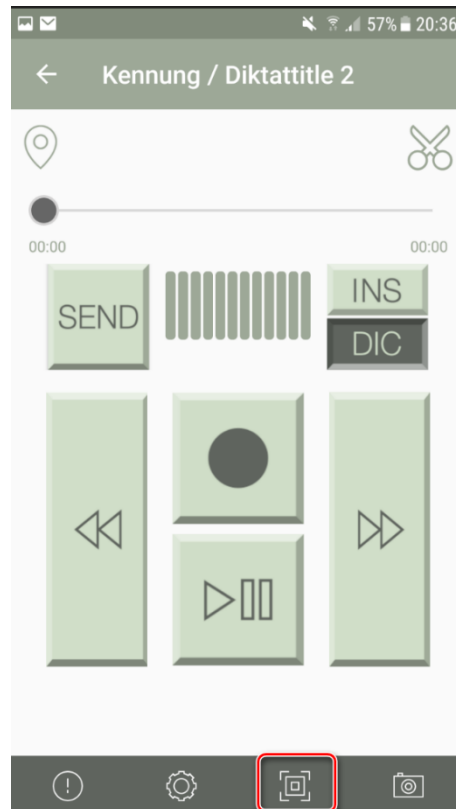 57% 20:36
Kennung / Diktattitle 2
00:00 00:00
SEND
INS
DIC